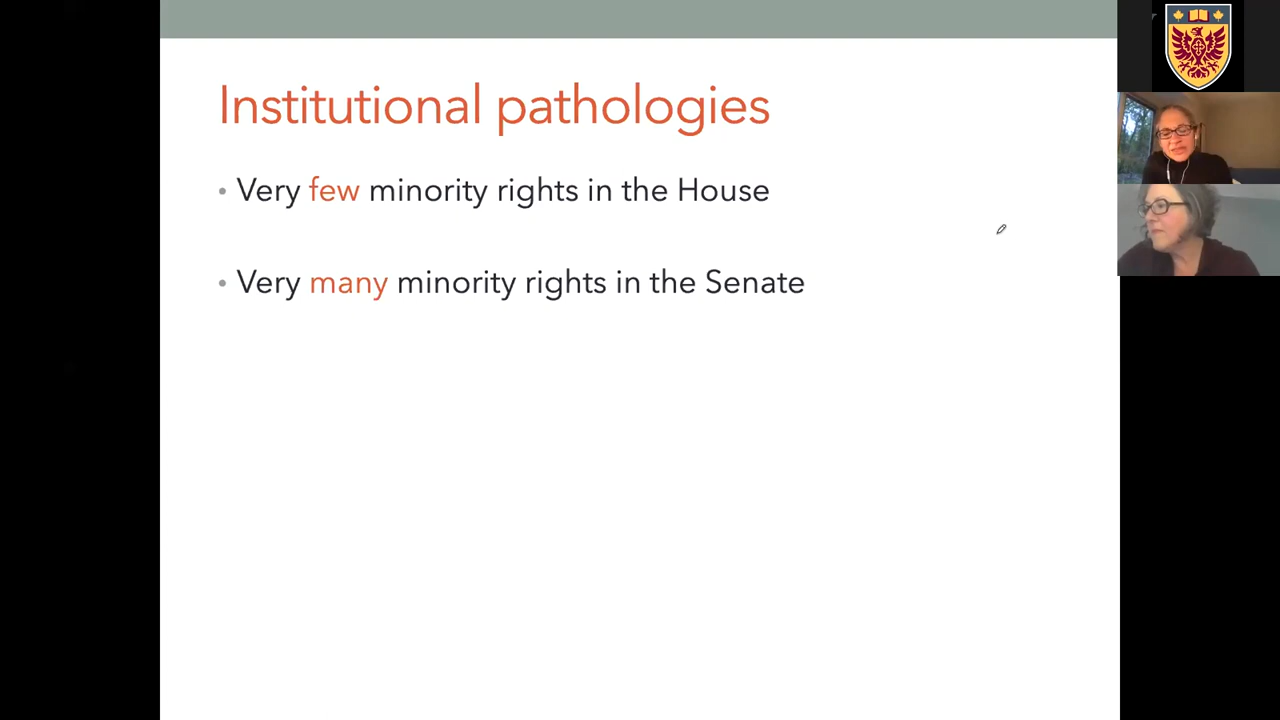 Institutional pathologies
• Very few minority rights in the House
• Very many minority rights in the Senate